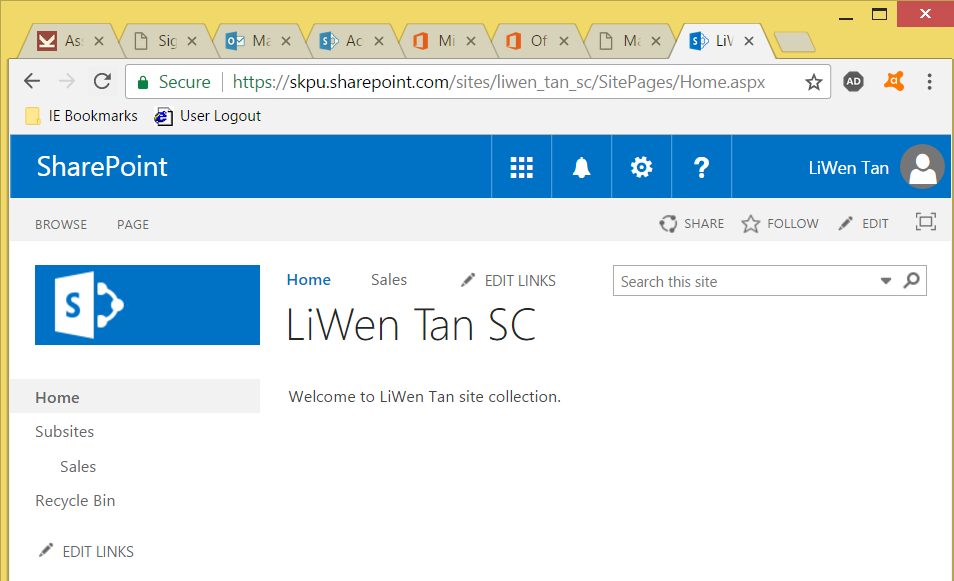 As Sig Ma Ac Mi Of Ma LiW
Secure https://skpu.sharepoint.com/sites/liwen_tan_sc/SitePages/Home.aspx AD
IE Bookmarks User Logout
SharePoint ? LiWen Tan
BROWSE PAGE SHARE FOLLOW EDIT
S Home Sales EDIT LINKS Search this site
LiWen Tan SC
Home
Welcome to LiWen Tan site collection.
Subsites
Sales
Recycle Bin
EDIT LINKS